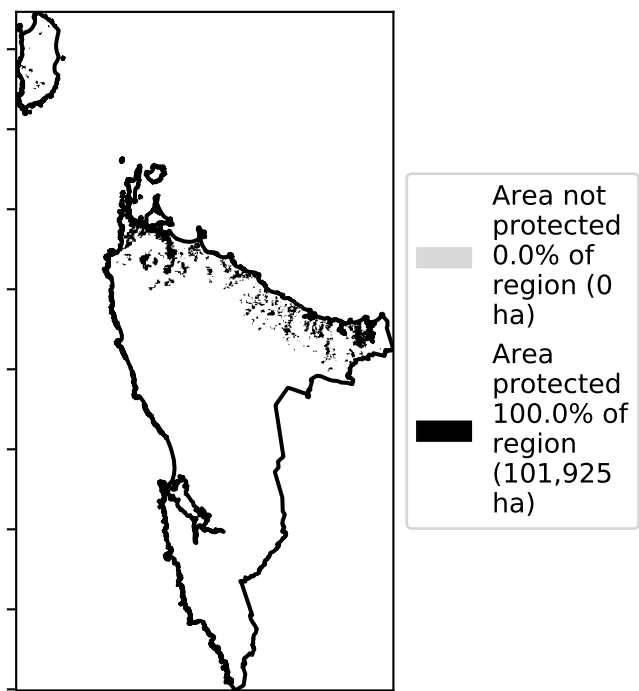 Area not
protected
0.0% of
region (0
ha)
Area
protected
100.0% of
region
(101,925
ha)